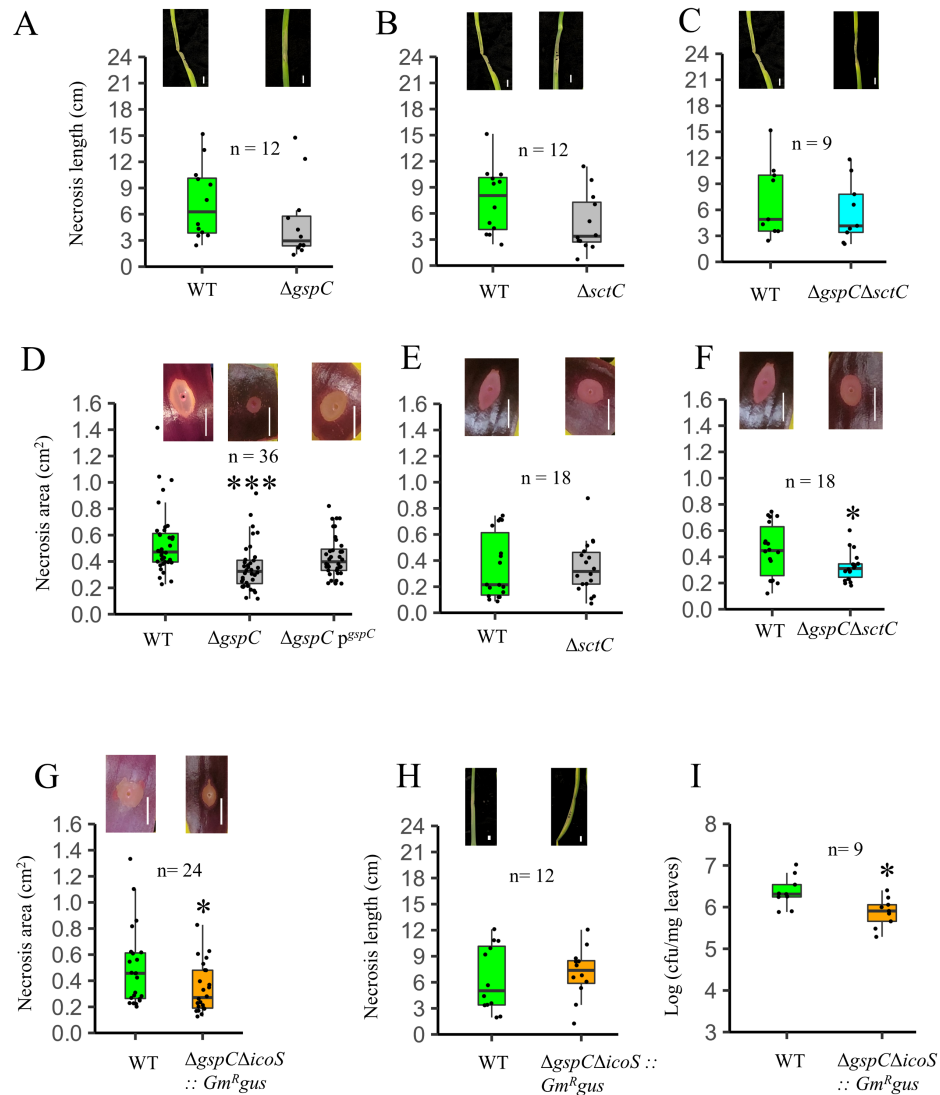 A
24
21
18
15
12
9
6
3
0
Necrosis length (cm)
n = 12
WT
ΔgspC
B
24
21
18
15
12
9
6
3
0
n = 12
WT
ΔsctC
C
24
21
18
15
12
9
6
3
0
n = 9
WT
ΔgspCΔsctC
D
1.6
1.4
1.2
1.0
0.8
0.6
0.4
0.2
0.0
Necrosis area (cm²)
n = 36
***
WT
ΔgspC
ΔgspC p^gspC
E
1.6
1.4
1.2
1.0
0.8
0.6
0.4
0.2
0.0
n = 18
WT
ΔsctC
F
1.6
1.4
1.2
1.0
0.8
0.6
0.4
0.2
0.0
n = 18
*
WT
ΔgspCΔsctC
G
1.6
1.4
1.2
1.0
0.8
0.6
0.4
0.2
0.0
Necrosis area (cm²)
n= 24
*
WT
ΔgspCΔicoS
:: Gm^Rgus
H
24
21
18
15
12
9
6
3
0
Necrosis length (cm)
n= 12
WT
ΔgspCΔicoS ::
Gm^Rgus
I
8
7
6
5
4
3
Log (cfu/mg leaves)
n= 9
*
WT
ΔgspCΔicoS
:: Gm^Rgus